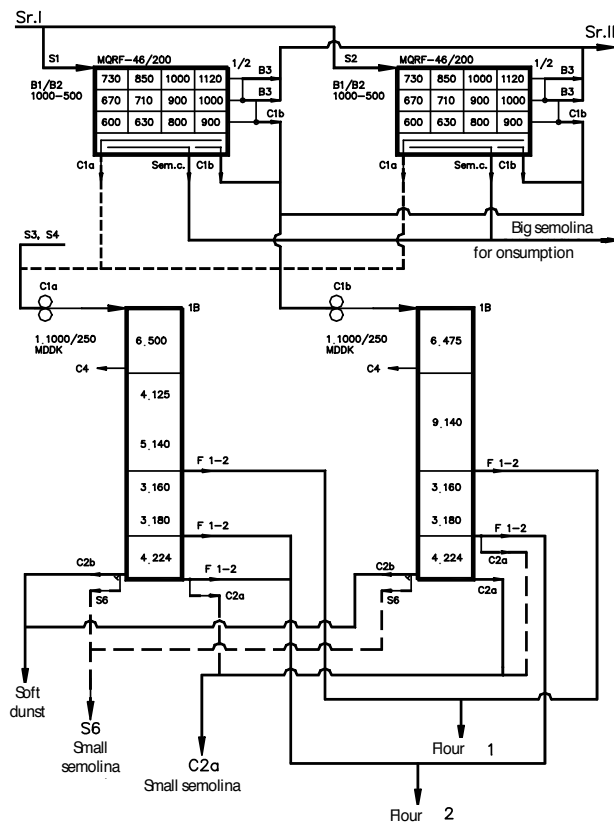 Sr.I
Sr.II
S1
MQRF-46/200
1/2
B1/B2
1000-500
730 850 1000 1120
670 710 900 1000
600 630 800 900
B3
B3
C1b
C1a
Sem.c.
C1b
S2
MQRF-46/200
1/2
B1/B2
1000-500
730 850 1000 1120
670 710 900 1000
600 630 800 900
B3
B3
C1b
C1a
Sem.c.
C1b
Big semolina
for onsumption
S3, S4
C1a
1.1000/250
MDDK
1B
6.500
C4
4.125
5.140
F 1-2
3.160
3.180
F 1-2
4.224
C2b
F 1-2
S6
C2a
C1b
1.1000/250
MDDK
1B
6.475
C4
9.140
F 1-2
3.160
3.180
F 1-2
C2a
4.224
C2b
C2a
S6
Soft
dunst
S6
Small
semolina
C2a
Small semolina
Flour 1
Flour 2